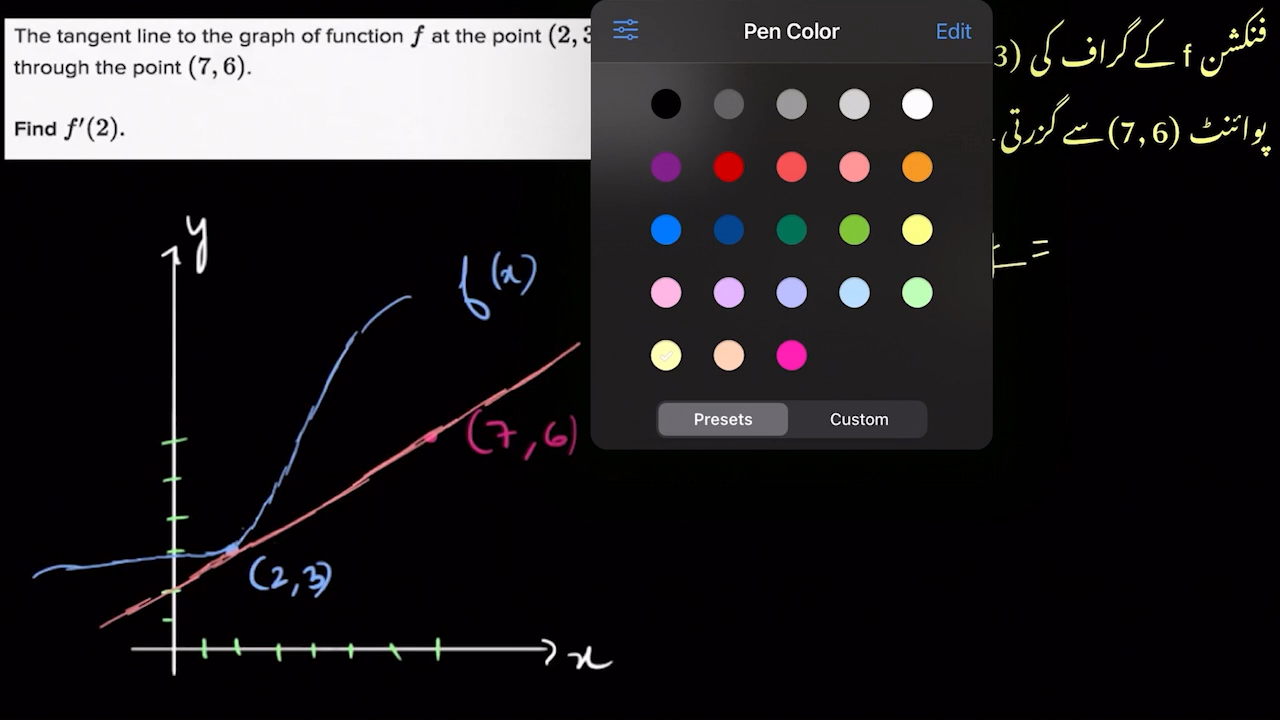 The tangent line to the graph of function f at the point (2, 3
through the point (7, 6).
Find f′(2).
Pen Color
Edit
Presets
Custom
3) فنکشن f کے گراف کی
پوائنٹ (7, 6) سے گزرتی
=
y
f(x)
(7, 6)
(2, 3)
x